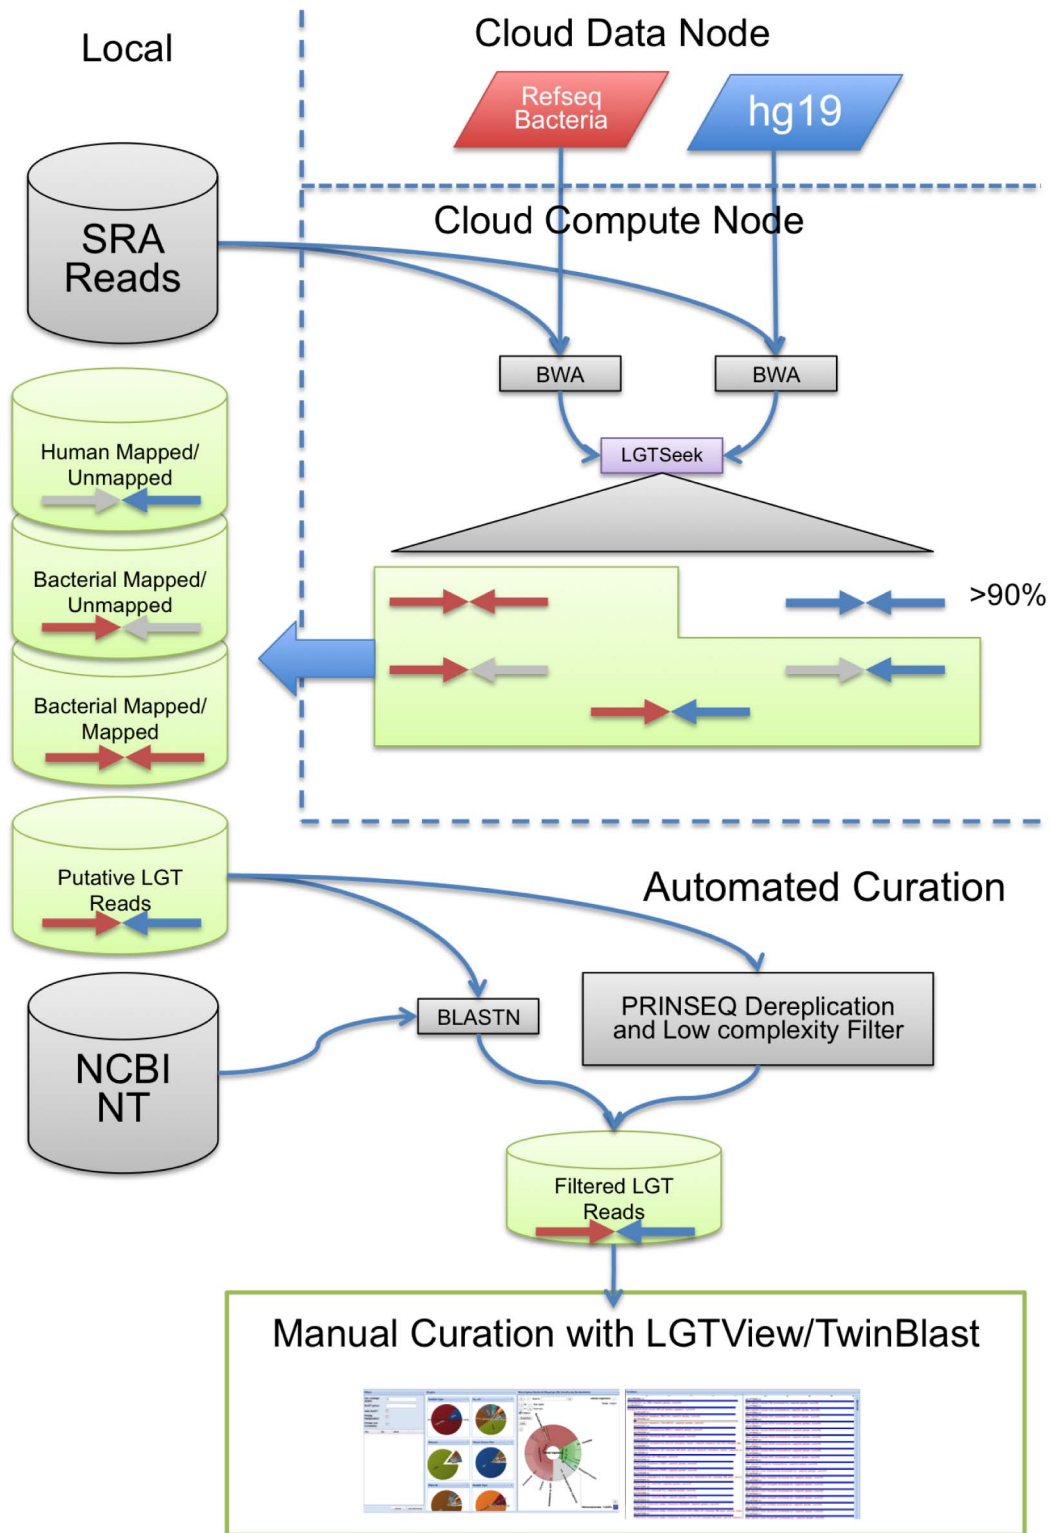 Local
Cloud Data Node
Refseq
Bacteria
hg19
Cloud Compute Node
SRA
Reads
BWA
BWA
LGTSeek
Human Mapped/
Unmapped
>90%
Bacterial Mapped/
Unmapped
Bacterial Mapped/
Mapped
Putative LGT
Reads
Automated Curation
NCBI
NT
BLASTN
PRINSEQ Dereplication
and Low complexity Filter
Filtered LGT
Reads
Manual Curation with LGTView/TwinBlast